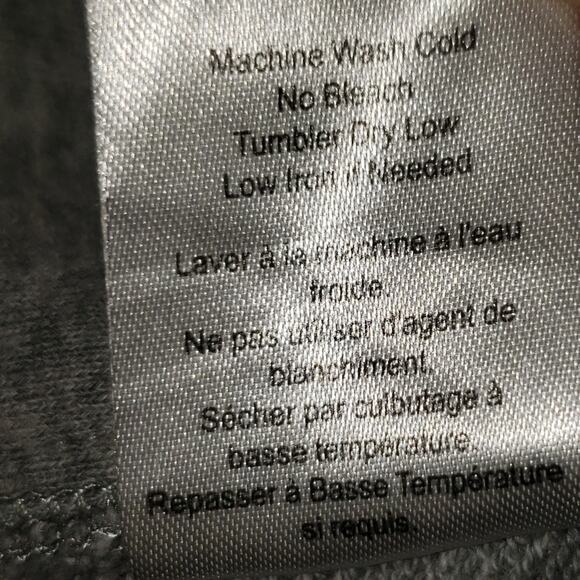 Machine Wash Cold
No Bleach
Tumbler Dry Low
Low Iron if Needed
Laver à la machine à l'eau
froide.
Ne pas utiliser d'agent de
blanchiment.
Sécher par culbutage à
basse température.
Repasser à Basse Température
si requis.